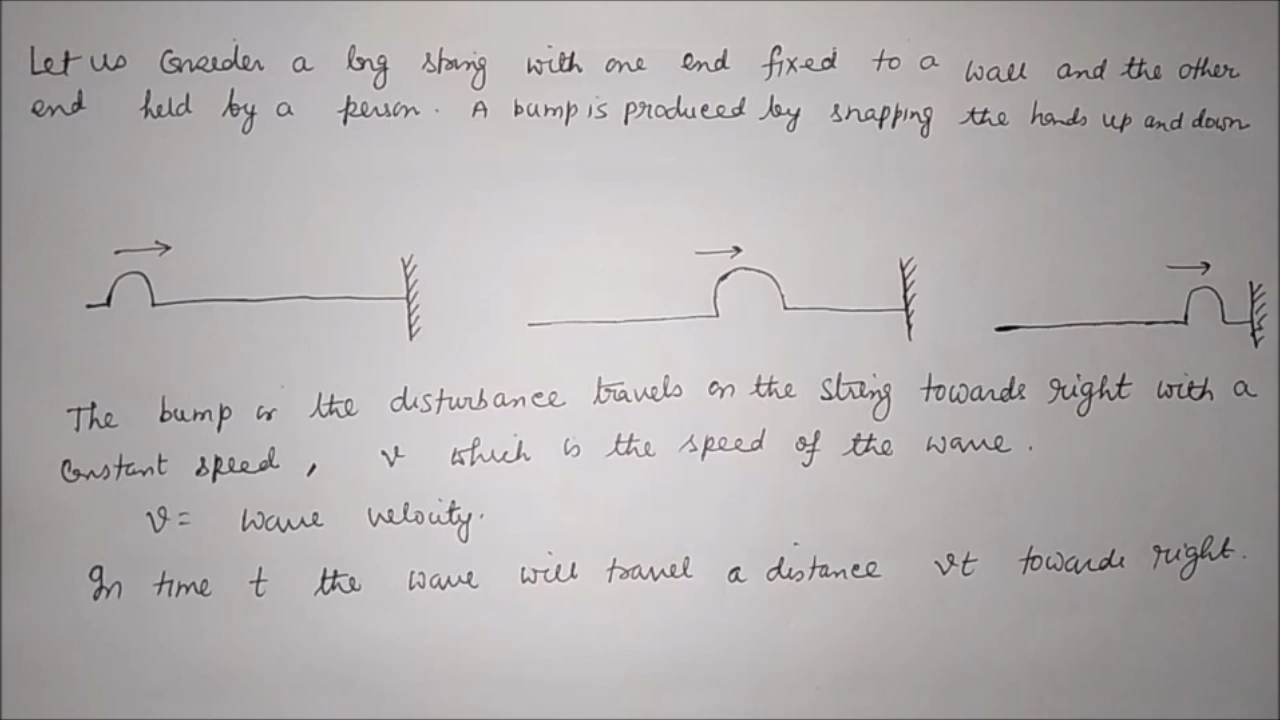 Let us Consider a long string with one end fixed to a wall and the other
end held by a person. A bump is produced by snapping the hands up and down
The bump or the disturbance travels on the string towards right with a
Constant speed, v which is the speed of the wave.
v = wave velocity.
In time t the wave will travel a distance vt towards right.